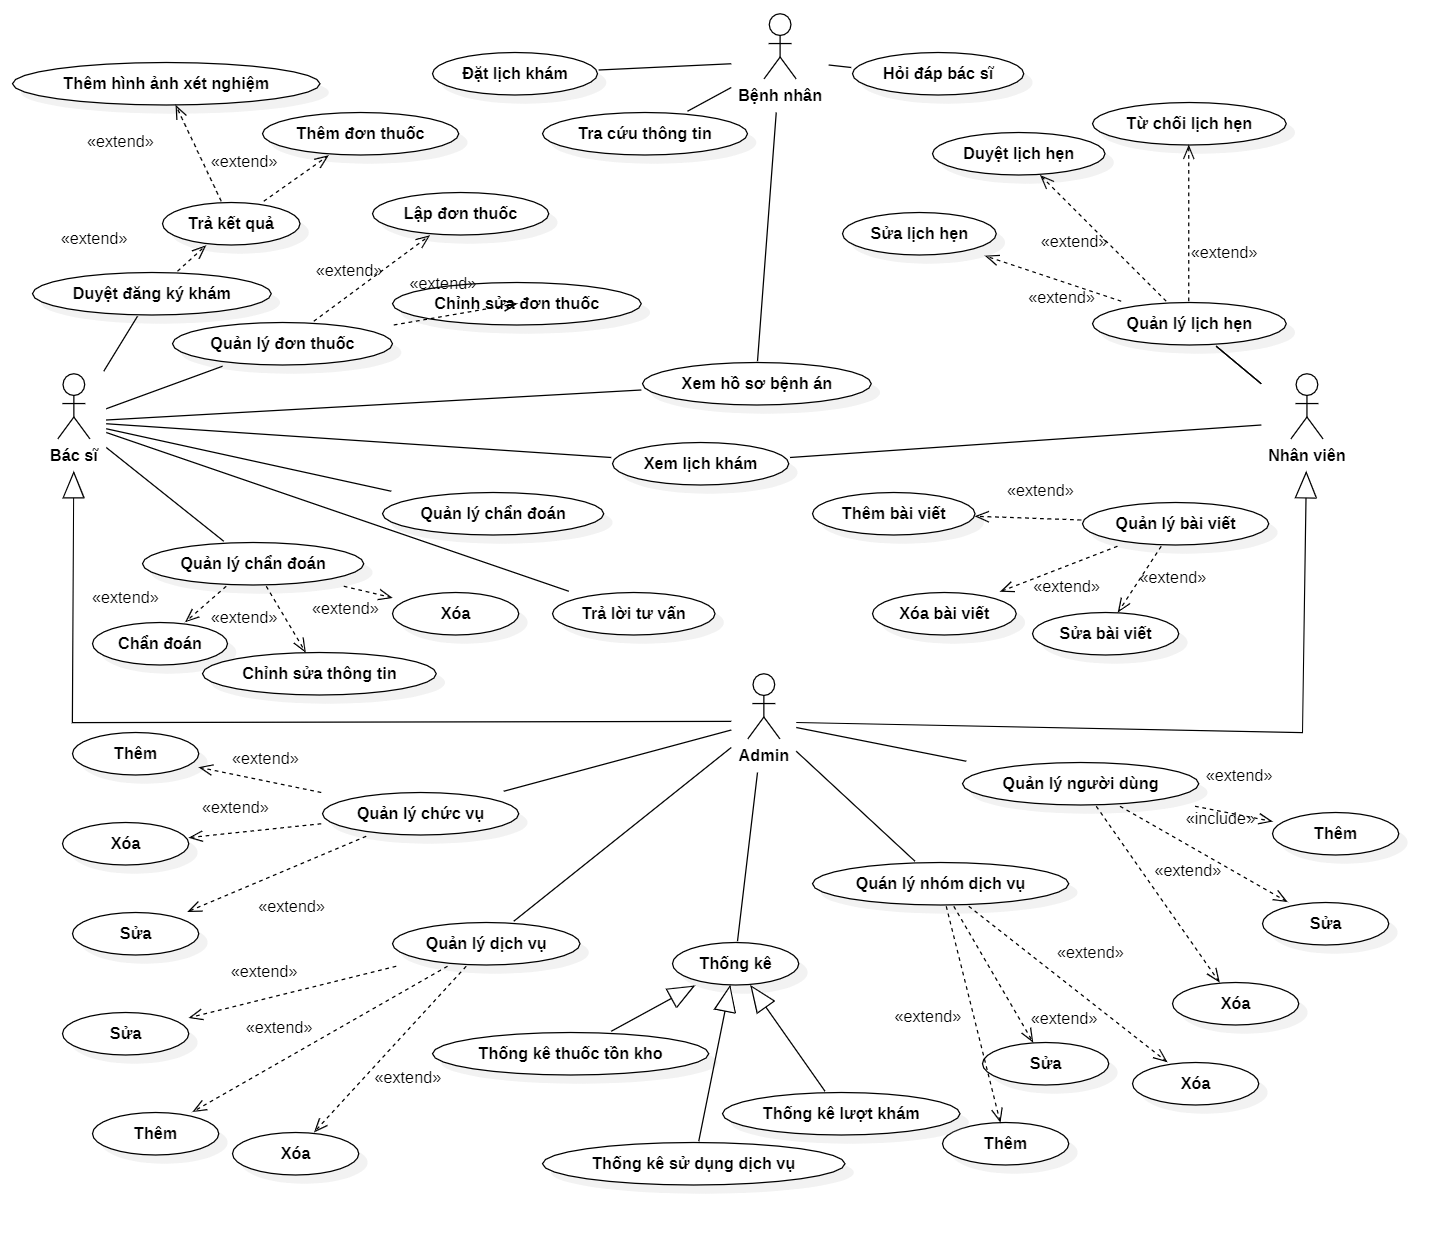 Đặt lịch khám
Hỏi đáp bác sĩ
Thêm hình ảnh xét nghiệm
Bệnh nhân
Từ chối lịch hẹn
Thêm đơn thuốc
Tra cứu thông tin
«extend»
Duyệt lịch hẹn
«extend»
Lập đơn thuốc
Trả kết quả
Sửa lịch hẹn
«extend»
«extend»
«extend»
«extend»
«extend»
Duyệt đăng ký khám
«extend»
Chỉnh sửa đơn thuốc
Quản lý lịch hẹn
Quản lý đơn thuốc
Xem hồ sơ bệnh án
Bác sĩ
Nhân viên
Xem lịch khám
«extend»
Quản lý chẩn đoán
Thêm bài viết
Quản lý bài viết
Quản lý chẩn đoán
«extend»
«extend»
«extend»
«extend»
Xóa
Trả lời tư vấn
Xóa bài viết
«extend»
Sửa bài viết
Chẩn đoán
Chỉnh sửa thông tin
Thêm
Admin
«extend»
«extend»
Quản lý người dùng
«extend»
Quản lý chức vụ
«include»
Thêm
Xóa
«extend»
Quán lý nhóm dịch vụ
«extend»
Sửa
Sửa
Quản lý dịch vụ
«extend»
Thống kê
«extend»
Xóa
«extend»
«extend»
Sửa
«extend»
Thống kê thuốc tồn kho
Sửa
«extend»
Xóa
Thống kê lượt khám
Thêm
Thêm
Xóa
Thống kê sử dụng dịch vụ